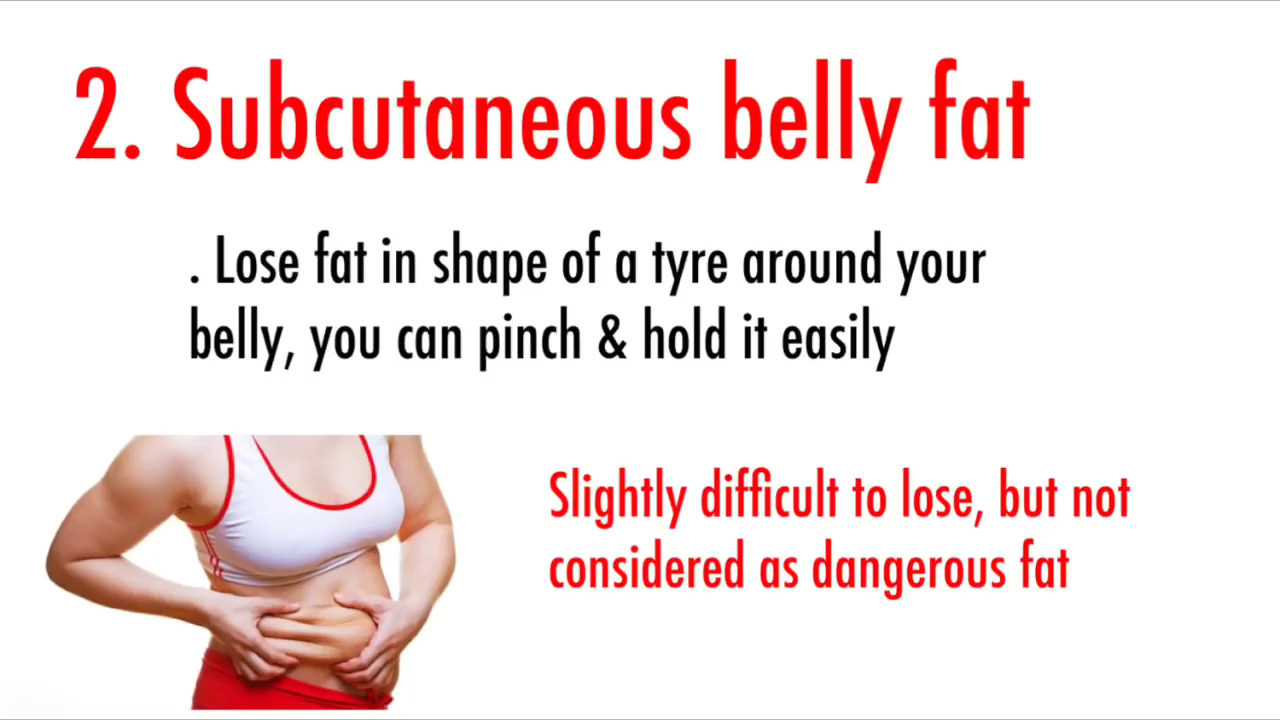 2. Subcutaneous belly fat
. Lose fat in shape of a tyre around your
belly, you can pinch & hold it easily
Slightly difficult to lose, but not
considered as dangerous fat